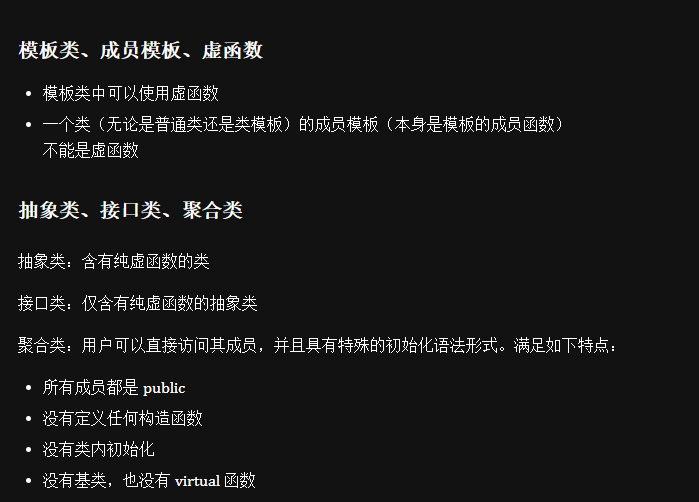 模板类、成员模板、虚函数
模板类中可以使用虚函数
一个类（无论是普通类还是类模板）的成员模板（本身是模板的成员函数）
不能是虚函数
抽象类、接口类、聚合类
抽象类：含有纯虚函数的类
接口类：仅含有纯虚函数的抽象类
聚合类：用户可以直接访问其成员，并且具有特殊的初始化语法形式。满足如下特点：
所有成员都是 public
没有定义任何构造函数
没有类内初始化
没有基类，也没有 virtual 函数